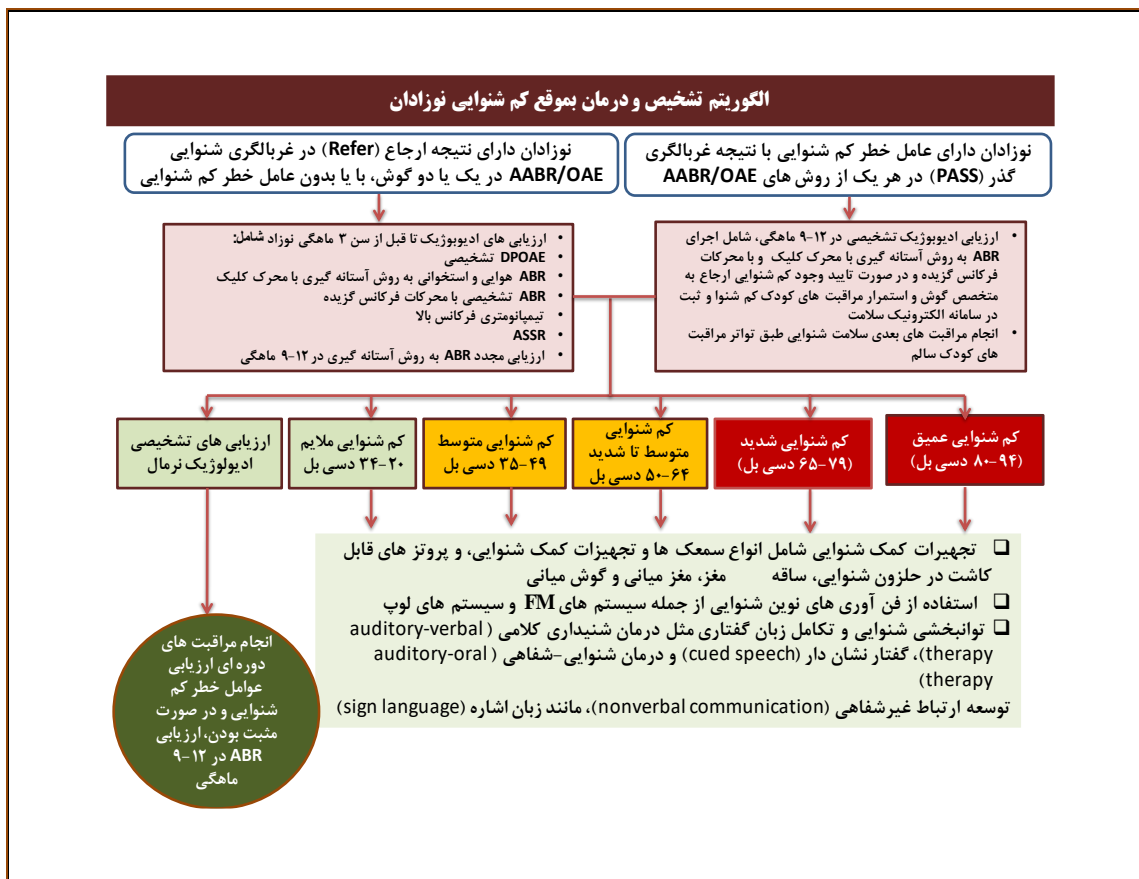 الگوریتم تشخیص و درمان بموقع کم شنوایی نوزادان
نوزادان دارای عامل خطر کم شنوایی با نتیجه غربالگری
گذر (PASS) در هر یک از روش های AABR/OAE
نوزادان دارای نتیجه ارجاع (Refer) در غربالگری شنوایی
AABR/OAE در یک یا دو گوش، با یا بدون عامل خطر کم شنوایی
• ارزیابی ادیوبوژیک تشخیصی در ۱۲-۹ ماهگی، شامل اجرای
ABR به روش آستانه گیری با محرک کلیک و با محرکات
فرکانس گزیده و در صورت تایید وجود کم شنوایی ارجاع به
متخصص گوش و استمرار مراقبت های کودک کم شنوا و ثبت
در سامانه الکترونیک سلامت
• انجام مراقبت های بعدی سلامت شنوایی طبق تواتر مراقبت
های کودک سالم
• ارزیابی های ادیوبوژیک تا قبل از سن ۳ ماهگی نوزاد شامل:
• DPOAE تشخیصی
• ABR هوایی و استخوانی به روش آستانه گیری با محرک کلیک
• ABR تشخیصی با محرکات فرکانس گزیده
• تیمپانومتری فرکانس بالا
• ASSR
• ارزیابی مجدد ABR به روش آستانه گیری در ۱۲-۹ ماهگی
کم شنوایی عمیق
(۸۰-۹۴ دسی بل)
کم شنوایی شدید
(۶۵-۷۹ دسی بل)
کم شنوایی
متوسط تا شدید
۵۰-۶۴ دسی بل
کم شنوایی متوسط
۳۵-۴۹ دسی بل
کم شنوایی ملایم
۳۴-۲۰ دسی بل
ارزیابی های تشخیصی
ادیولوژیک نرمال
❑ تجهیرات کمک شنوایی شامل انواع سمعک ها و تجهیزات کمک شنوایی، و پروتز های قابل
کاشت در حلزون شنوایی، ساقه مغز، مغز میانی و گوش میانی
❑ استفاده از فن آوری های نوین شنوایی از جمله سیستم های FM و سیستم های لوپ
❑ توانبخشی شنوایی و تکامل زبان گفتاری مثل درمان شنیداری کلامی (auditory-verbal
therapy)، گفتار نشان دار (cued speech) و درمان شنوایی-شفاهی (auditory-oral
therapy)
توسعه ارتباط غیرشفاهی (nonverbal communication)، مانند زبان اشاره (sign language)
انجام مراقبت های
دوره ای ارزیابی
عوامل خطر کم
شنوایی و در صورت
مثبت بودن، ارزیابی
ABR در ۱۲-۹
ماهگی